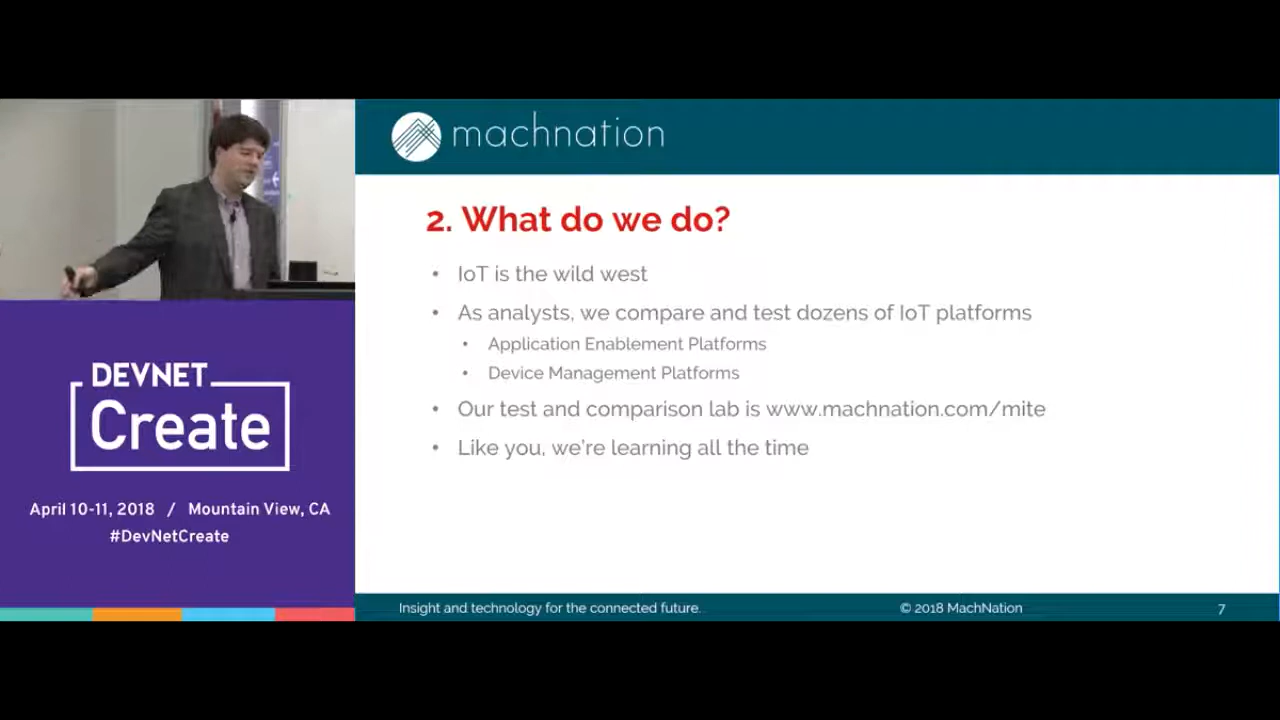 machnation
2. What do we do?
• IoT is the wild west
• As analysts, we compare and test dozens of IoT platforms
• Application Enablement Platforms
• Device Management Platforms
• Our test and comparison lab is www.machnation.com/mite
• Like you, we're learning all the time
DEVNET
Create
April 10-11, 2018 / Mountain View, CA
#DevNetCreate
Insight and technology for the connected future.
© 2018 MachNation
7